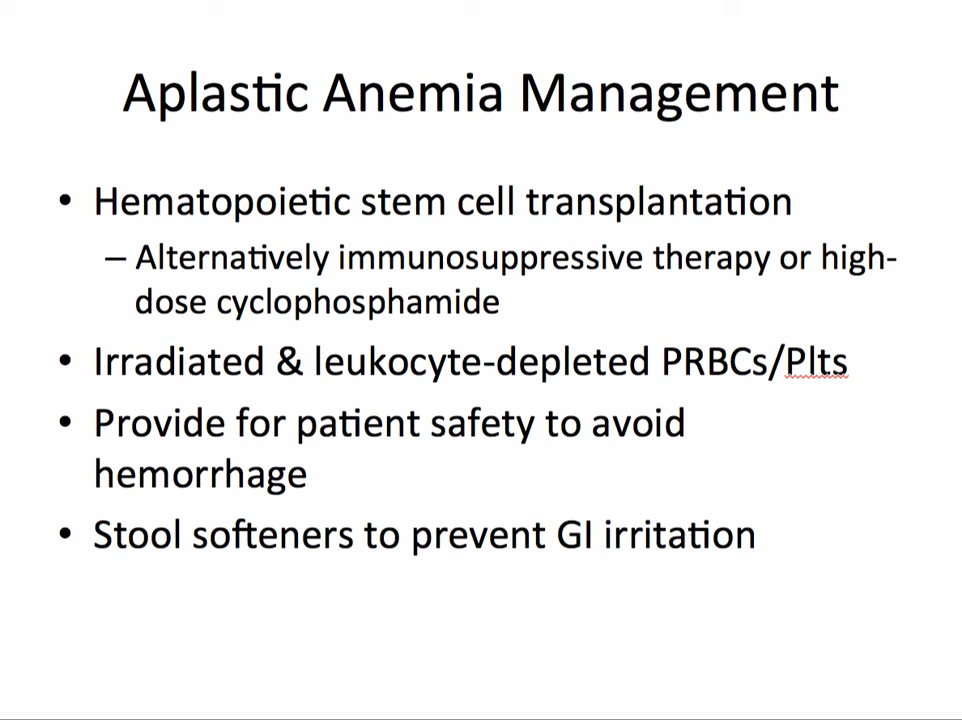 Aplastic Anemia Management
• Hematopoietic stem cell transplantation
– Alternatively immunosuppressive therapy or high-
dose cyclophosphamide
• Irradiated & leukocyte-depleted PRBCs/Plts
• Provide for patient safety to avoid
hemorrhage
• Stool softeners to prevent GI irritation